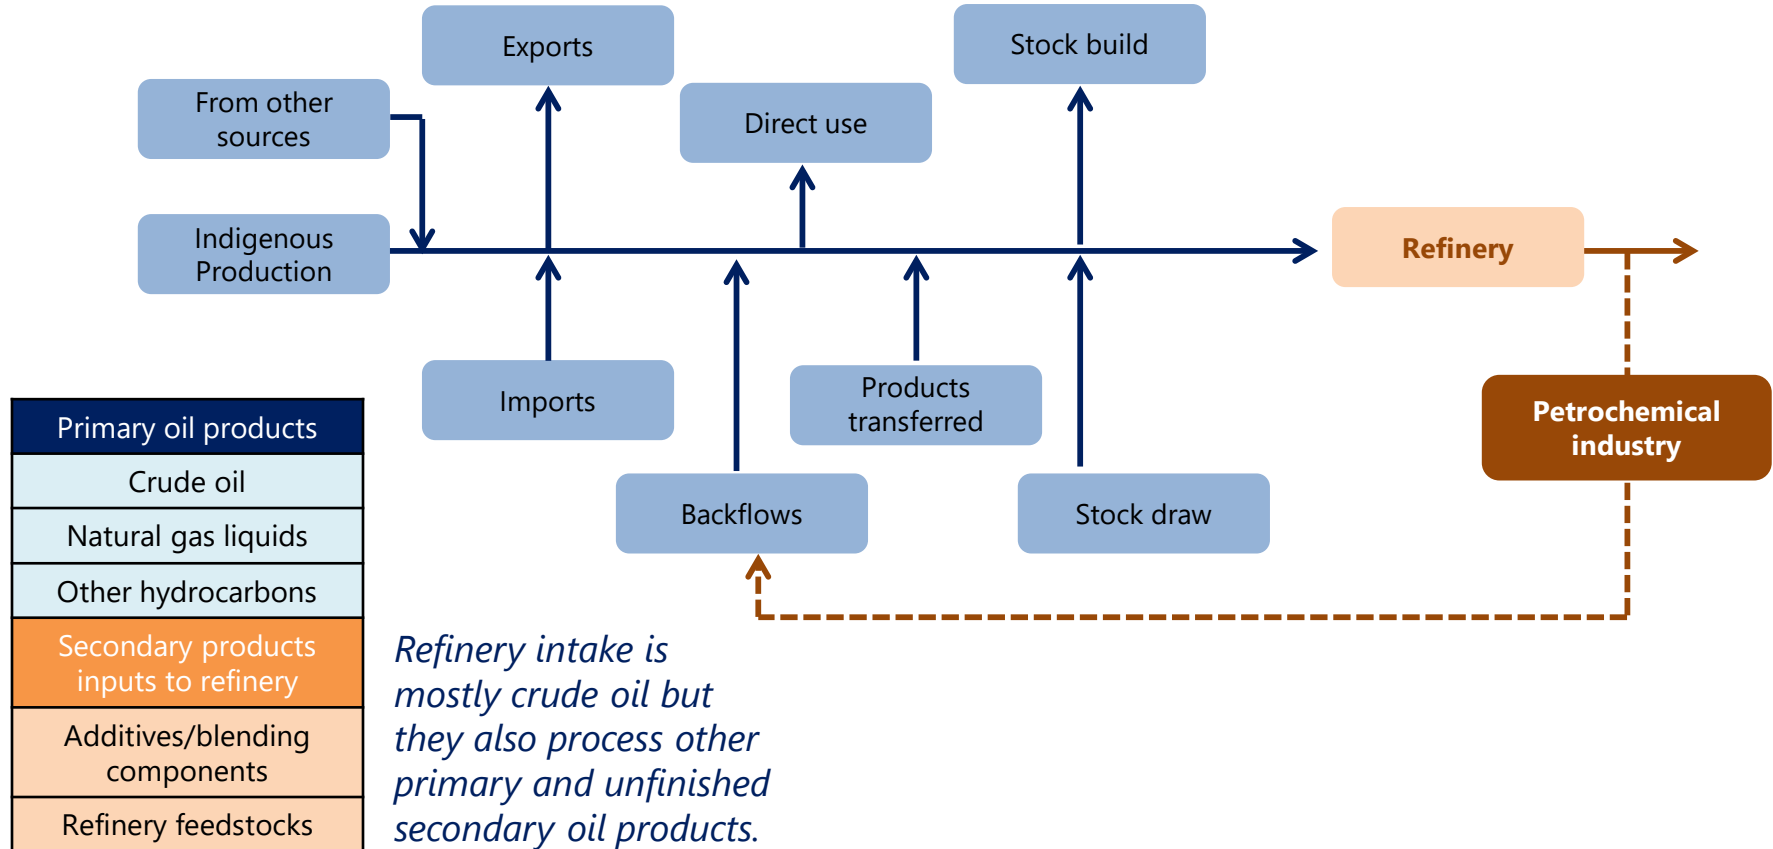 Exports
Stock build
From other
sources
Direct use
Indigenous
Production
Refinery
Imports
Products
transferred
Petrochemical
industry
Backflows
Stock draw
Primary oil products
Crude oil
Natural gas liquids
Other hydrocarbons
Secondary products
inputs to refinery
Additives/blending
components
Refinery feedstocks
Refinery intake is
mostly crude oil but
they also process other
primary and unfinished
secondary oil products.